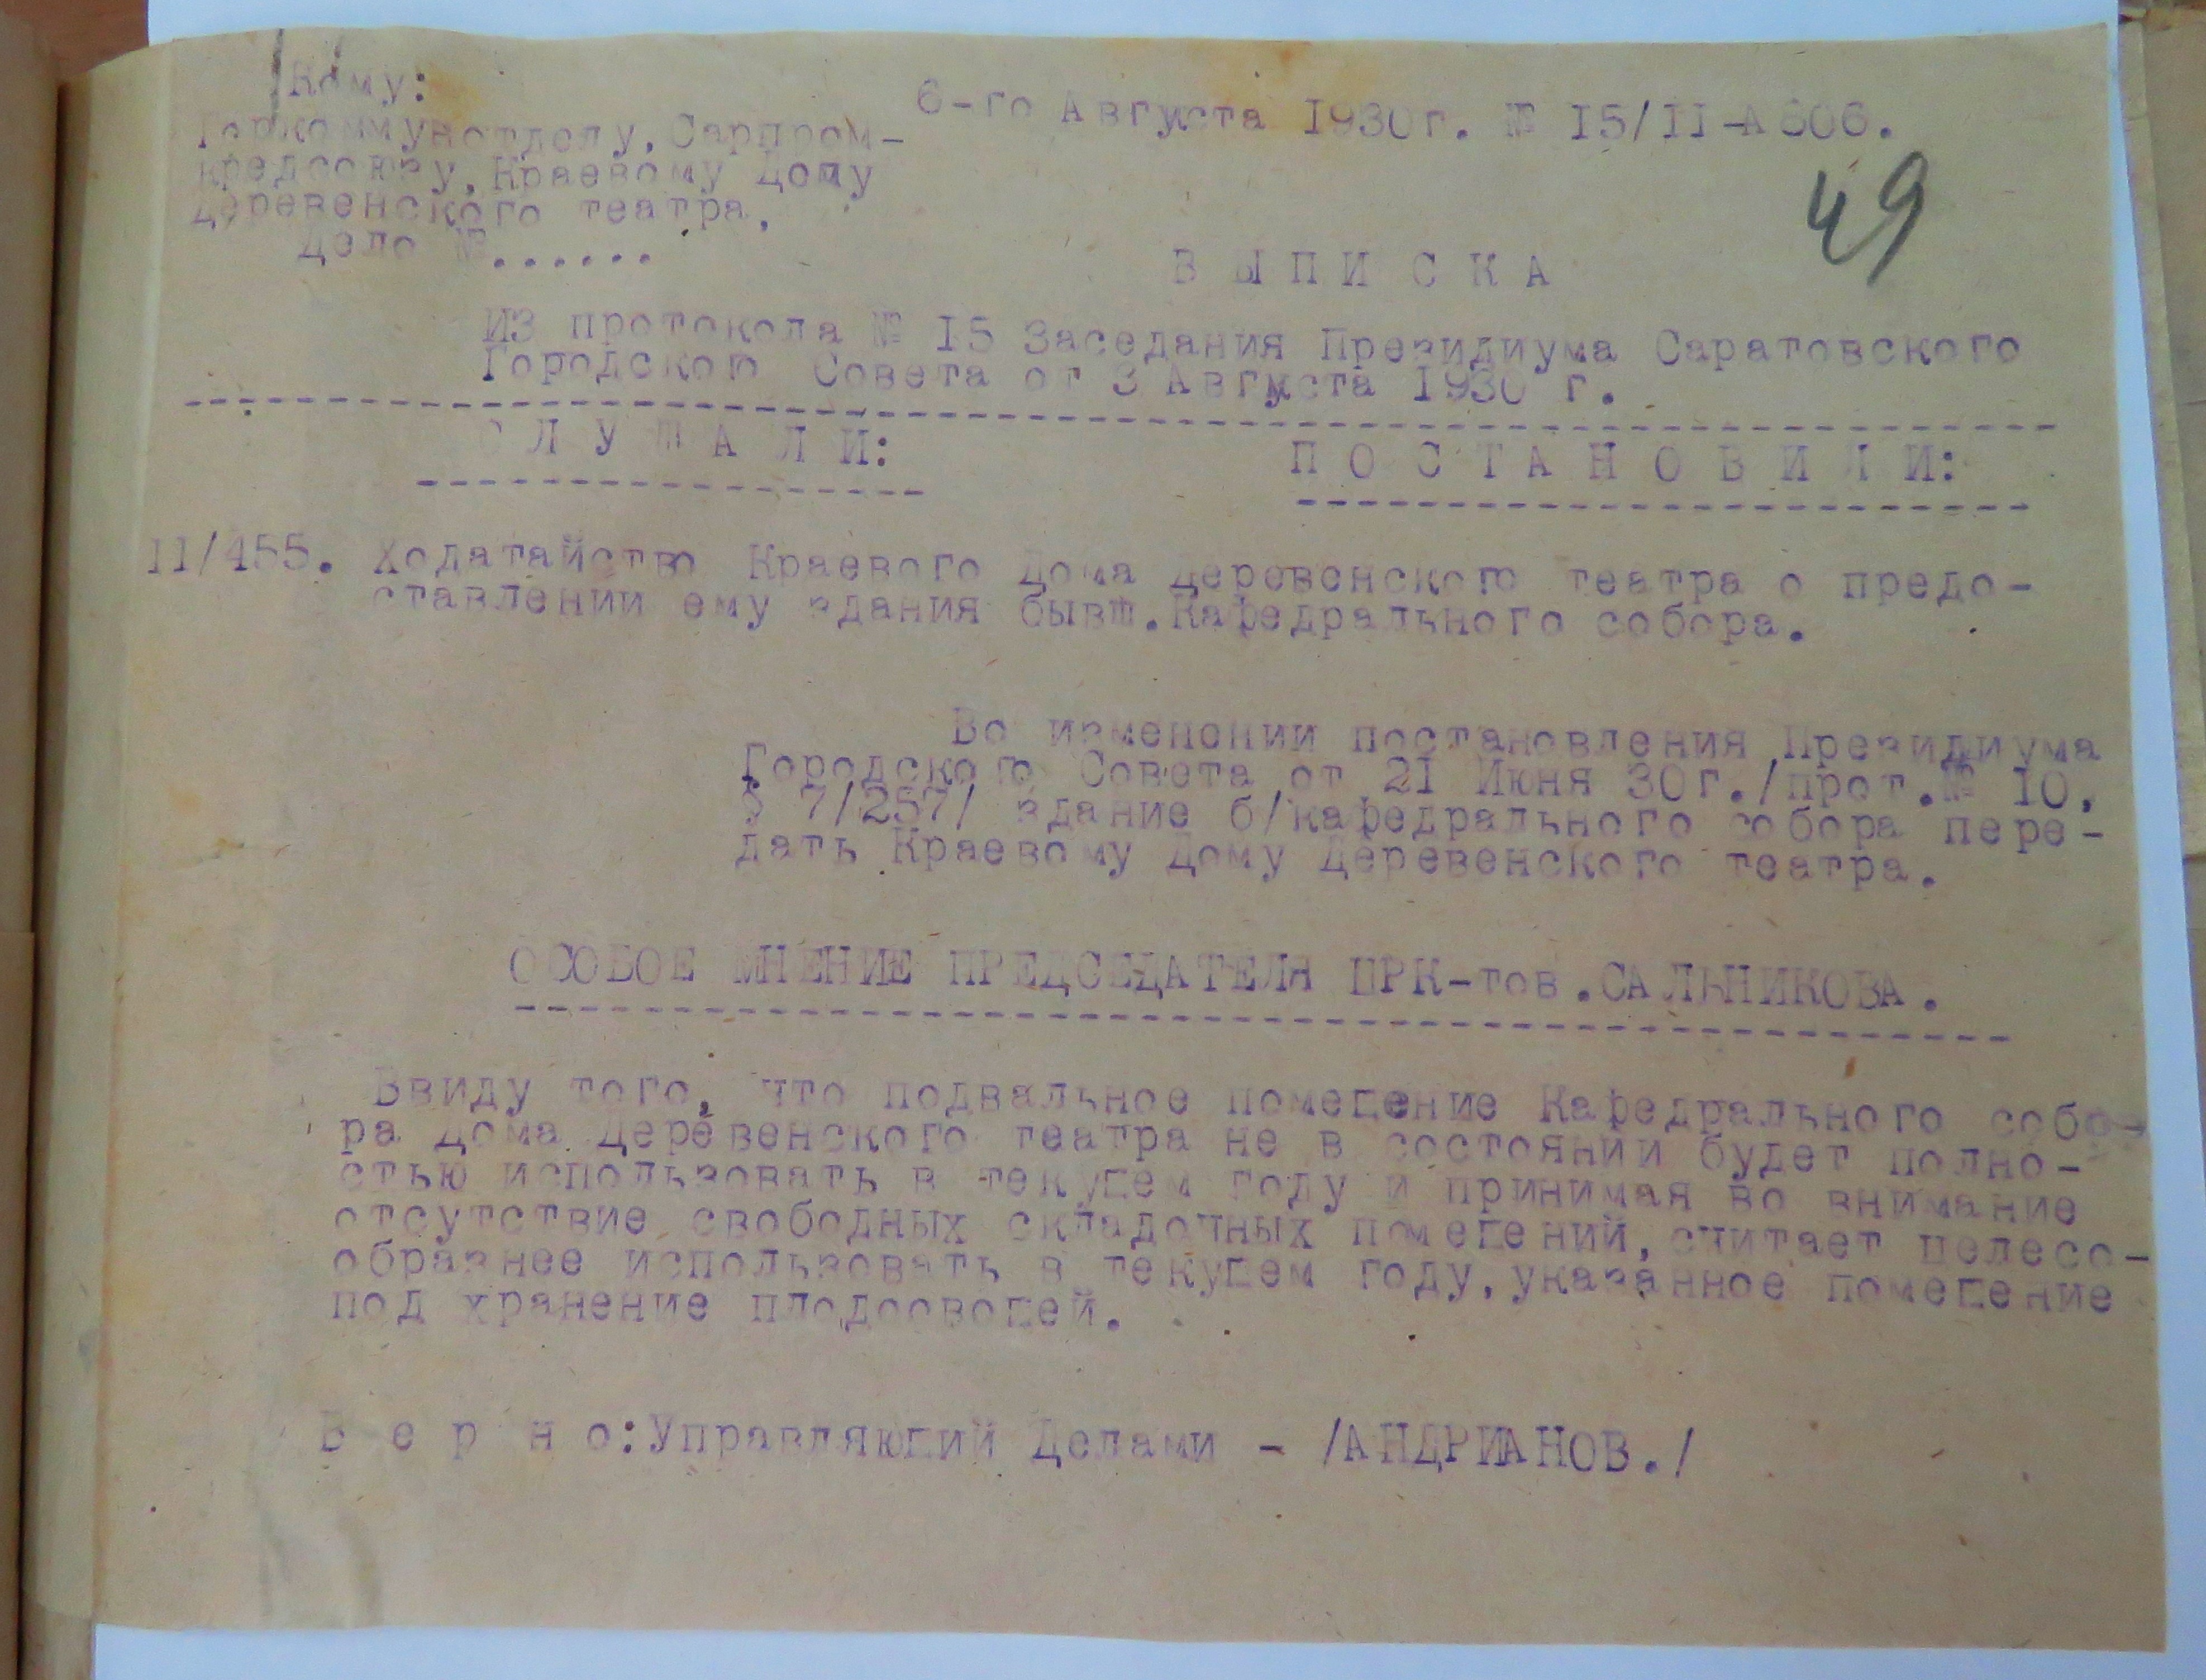 Кому:
Горкоммунотделу, Сарпром-
кредсоюзу, Краевому Дому
Деревенского театра.
Дело №.......
6-го Августа 1930г. № 15/11-А606.
49
В Ы П И С К А
ИЗ протокола № 15 Заседания Президиума Саратовского
Городского Совета от 3 Августа 1930 г.
С Л У Ш А Л И:
П О С Т А Н О В И Л И:
11/455. Ходатайство Краевого Дома Деревенского театра о предо-
ставлении ему здания бывш.Кафедрального собора.
Во изменении постановления Президиума
Городского Совета от 21 Июня 30г./прот.№ 10,
§ 7/257/ здание б/кафедрального собора пере-
дать Краевому Дому Деревенского театра.
ОСОБОЕ МНЕНИЕ ПРЕДСЕДАТЕЛЯ ЦРК-тов.САЛЬНИКОВА.
Ввиду того, что подвальное помещение Кафедрального собо-
ра Дома Деревенского театра не в состоянии будет полно-
стью использовать в текущем году и принимая во внимание
отсутствие свободных складочных помещений, считает целесо-
образнее использовать в текущем году, указанное помещение
под хранение плодоовощей.
В е р н о:Управляющий Делами - /АНДРИАНОВ./